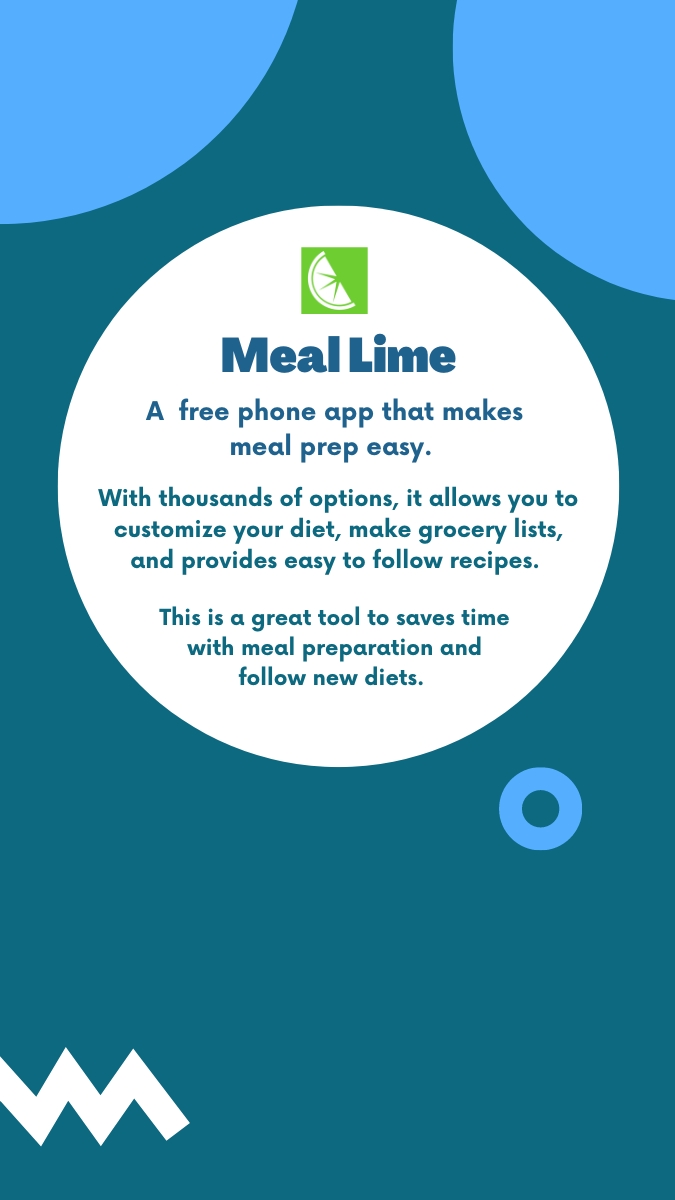 Meal Lime
A free phone app that makes
meal prep easy.
With thousands of options, it allows you to
customize your diet, make grocery lists,
and provides easy to follow recipes.
This is a great tool to saves time
with meal preparation and
follow new diets.